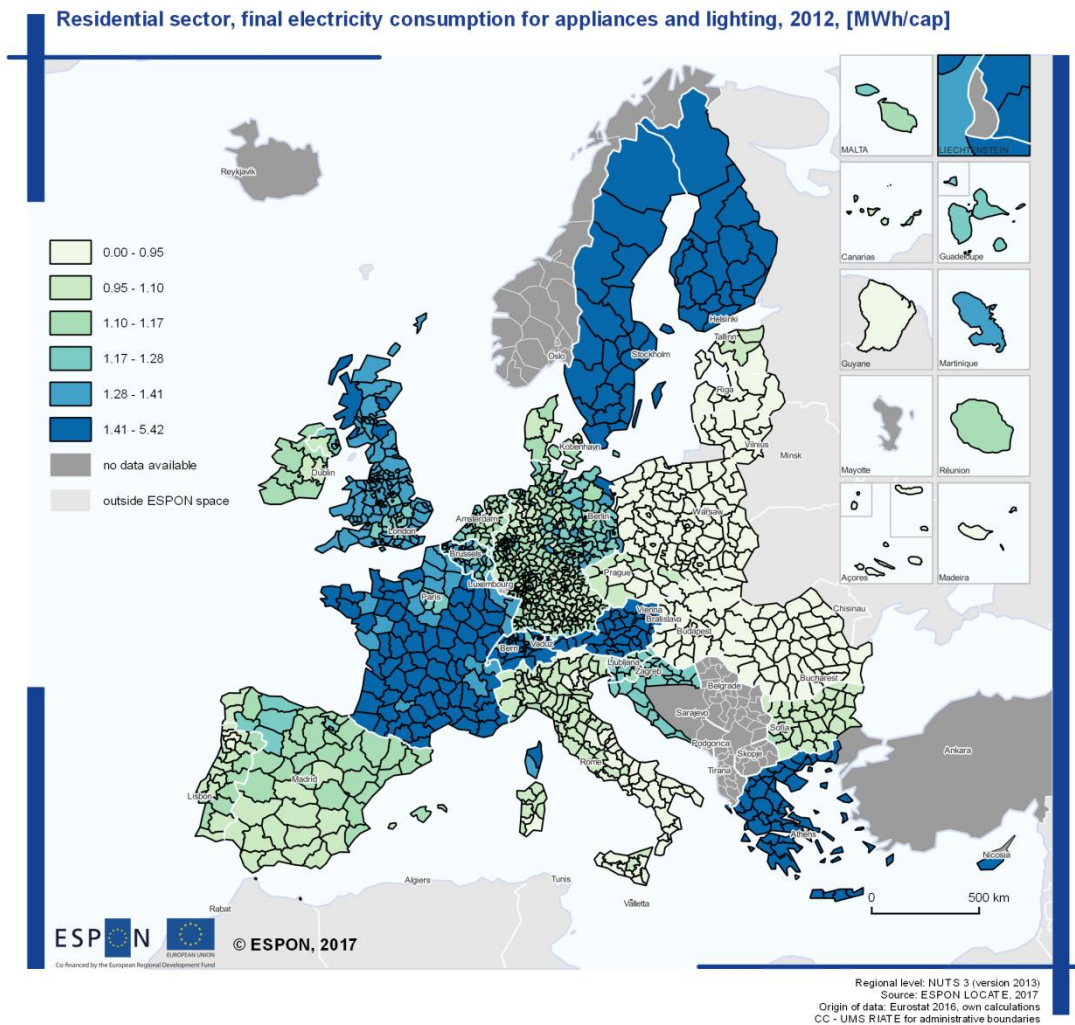 Residential sector, final electricity consumption for appliances and lighting, 2012, [MWh/cap]
MALTA
LIECHTENSTEIN
Reykjavik
Canarias
Guadeloupe
0.00 - 0.95
0.95 - 1.10
1.10 - 1.17
1.17 - 1.28
1.28 - 1.41
1.41 - 5.42
no data available
outside ESPON space
Helsinki
Tallinn
Oslo
Stockholm
Guyane
Martinique
Riga
Vilnius
Minsk
Kobenhavn
Dublin
Mayotte
Réunion
Amsterdam
Berlin
Warsaw
London
Brussels
Luxembourg
Prague
Açores
Madeira
Paris
Vienna
Bratislava
Chisinau
Budapest
Bern
Vaduz
Ljubljana
Zagreb
Bucharest
Belgrade
Sarajevo
Sofia
Podgorica
Skopje
Tirana
Ankara
Rome
Madrid
Lisbon
Athens
Nicosia
Algiers
Tunis
Valletta
Rabat
0 500 km
ESPON
EUROPEAN UNION
Co-financed by the European Regional Development Fund
© ESPON, 2017
Regional level: NUTS 3 (version 2013)
Source: ESPON LOCATE, 2017
Origin of data: Eurostat 2016, own calculations
CC - UMS RIATE for administrative boundaries